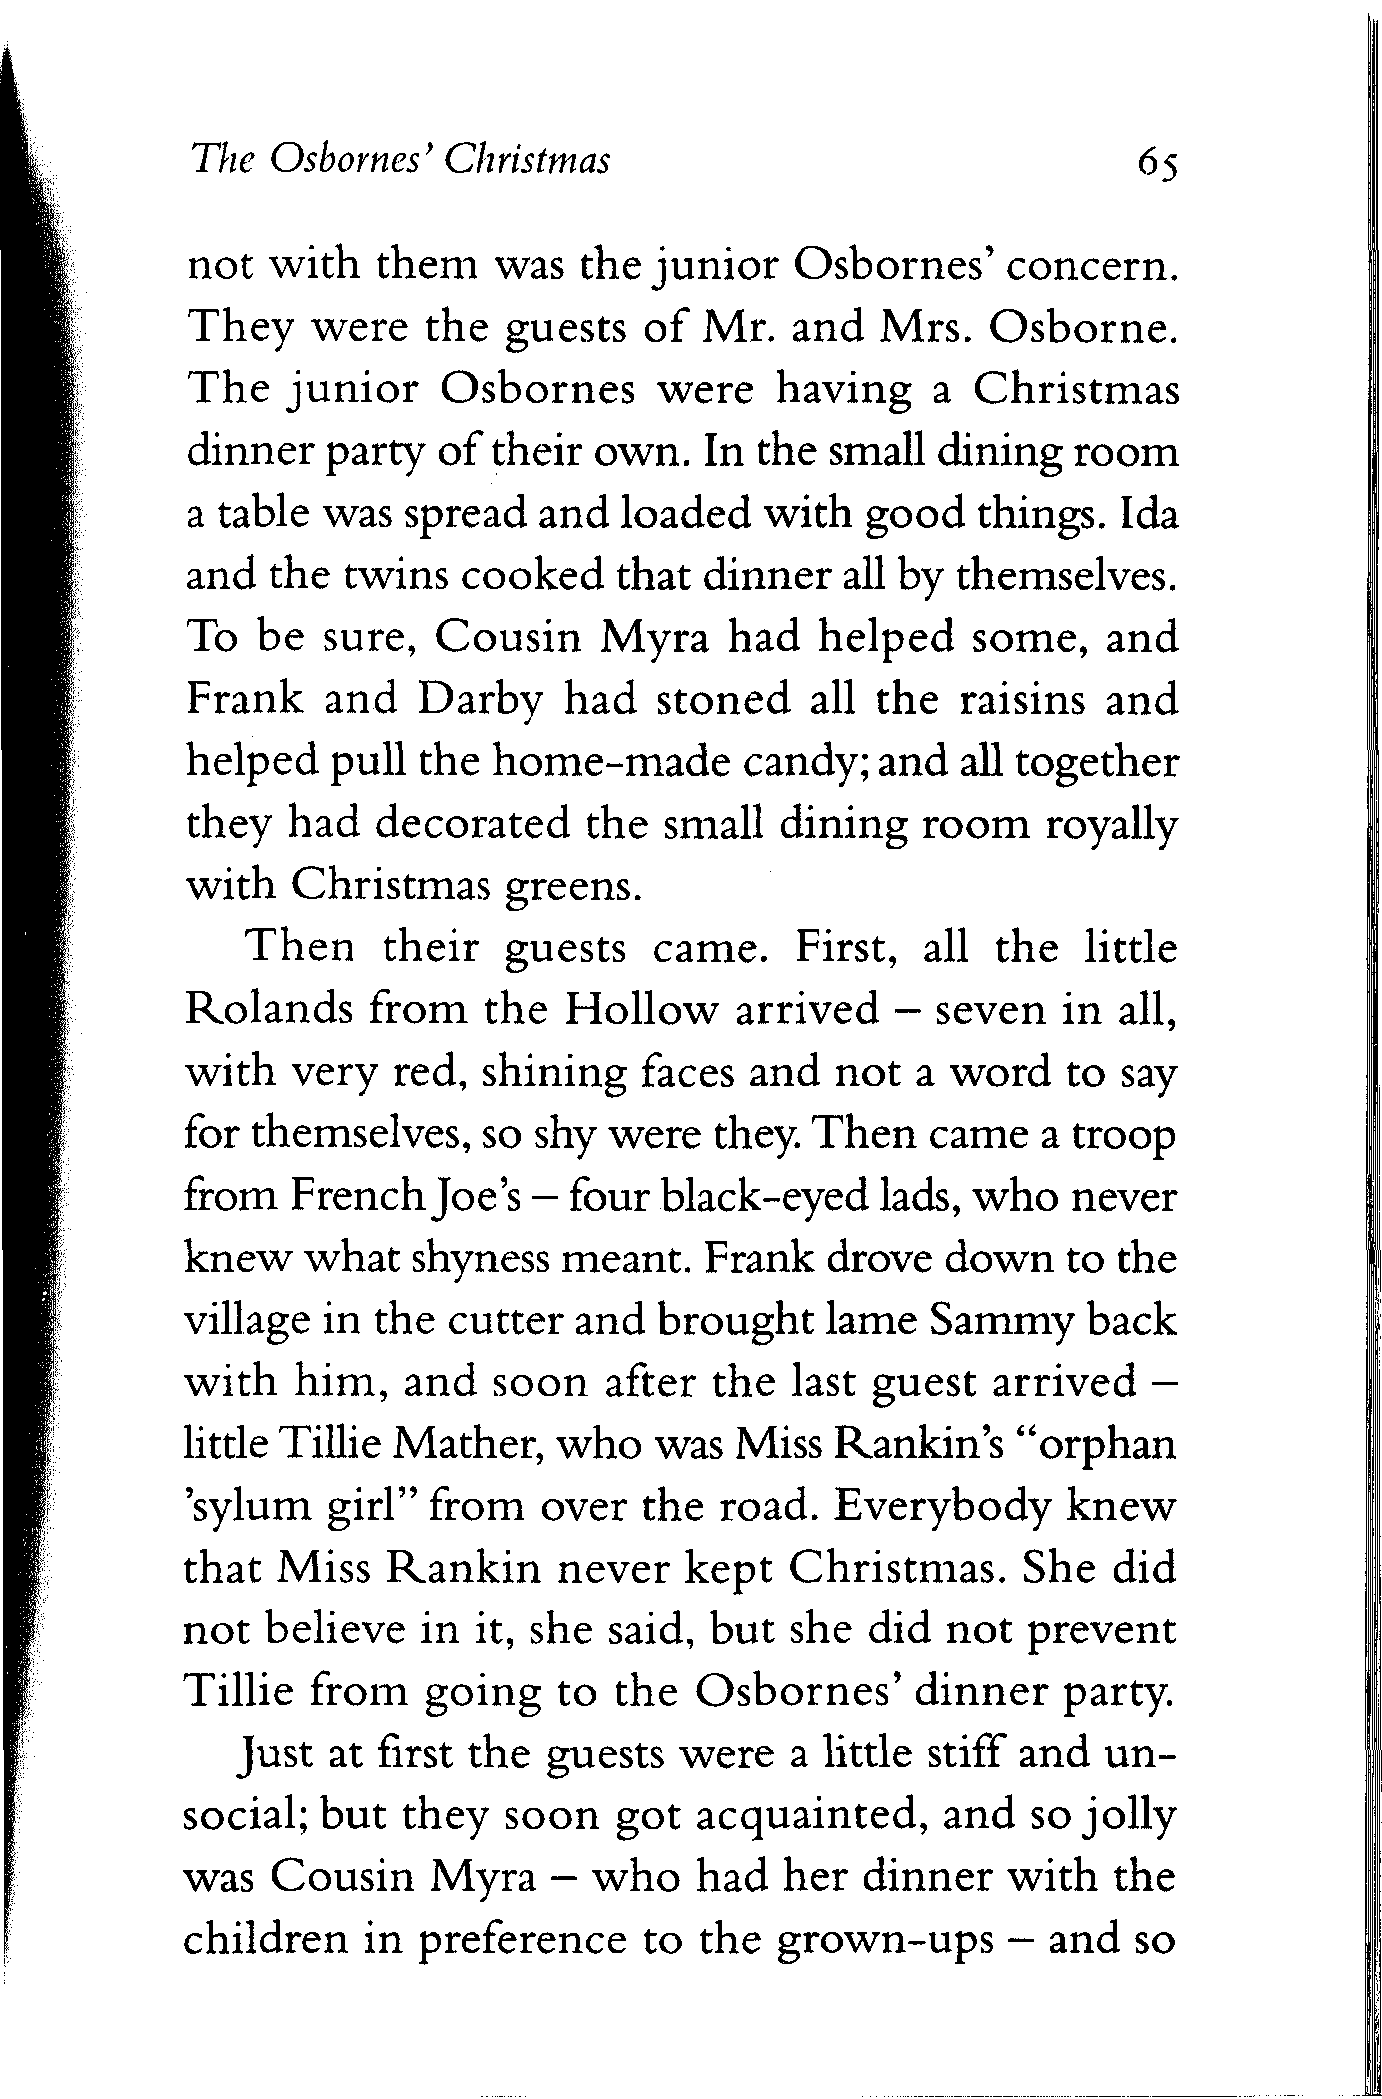 The Osbornes' Christmas 65
not with them was the junior Osbornes' concern.
They were the guests of Mr. and Mrs. Osborne.
The junior Osbornes were having a Christmas
dinner party of their own. In the small dining room
a table was spread and loaded with good things. Ida
and the twins cooked that dinner all by themselves.
To be sure, Cousin Myra had helped some, and
Frank and Darby had stoned all the raisins and
helped pull the home-made candy; and all together
they had decorated the small dining room royally
with Christmas greens.
Then their guests came. First, all the little
Rolands from the Hollow arrived – seven in all,
with very red, shining faces and not a word to say
for themselves, so shy were they. Then came a troop
from French Joe's – four black-eyed lads, who never
knew what shyness meant. Frank drove down to the
village in the cutter and brought lame Sammy back
with him, and soon after the last guest arrived –
little Tillie Mather, who was Miss Rankin's “orphan
'sylum girl” from over the road. Everybody knew
that Miss Rankin never kept Christmas. She did
not believe in it, she said, but she did not prevent
Tillie from going to the Osbornes' dinner party.
Just at first the guests were a little stiff and un-
social; but they soon got acquainted, and so jolly
was Cousin Myra – who had her dinner with the
children in preference to the grown-ups – and so